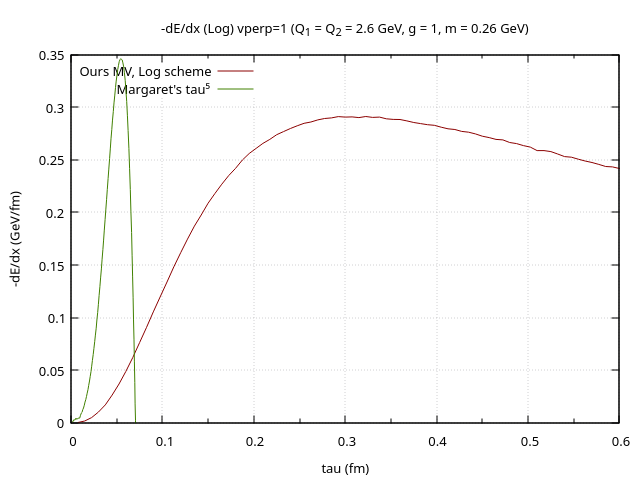 -dE/dx (Log) vperp=1 (Q₁ = Q₂ = 2.6 GeV, g = 1, m = 0.26 GeV)
Ours MV, Log scheme
Margaret's tau⁵
0.35
0.3
0.25
0.2
0.15
0.1
0.05
0
-dE/dx (GeV/fm)
0 0.1 0.2 0.3 0.4 0.5 0.6
tau (fm)